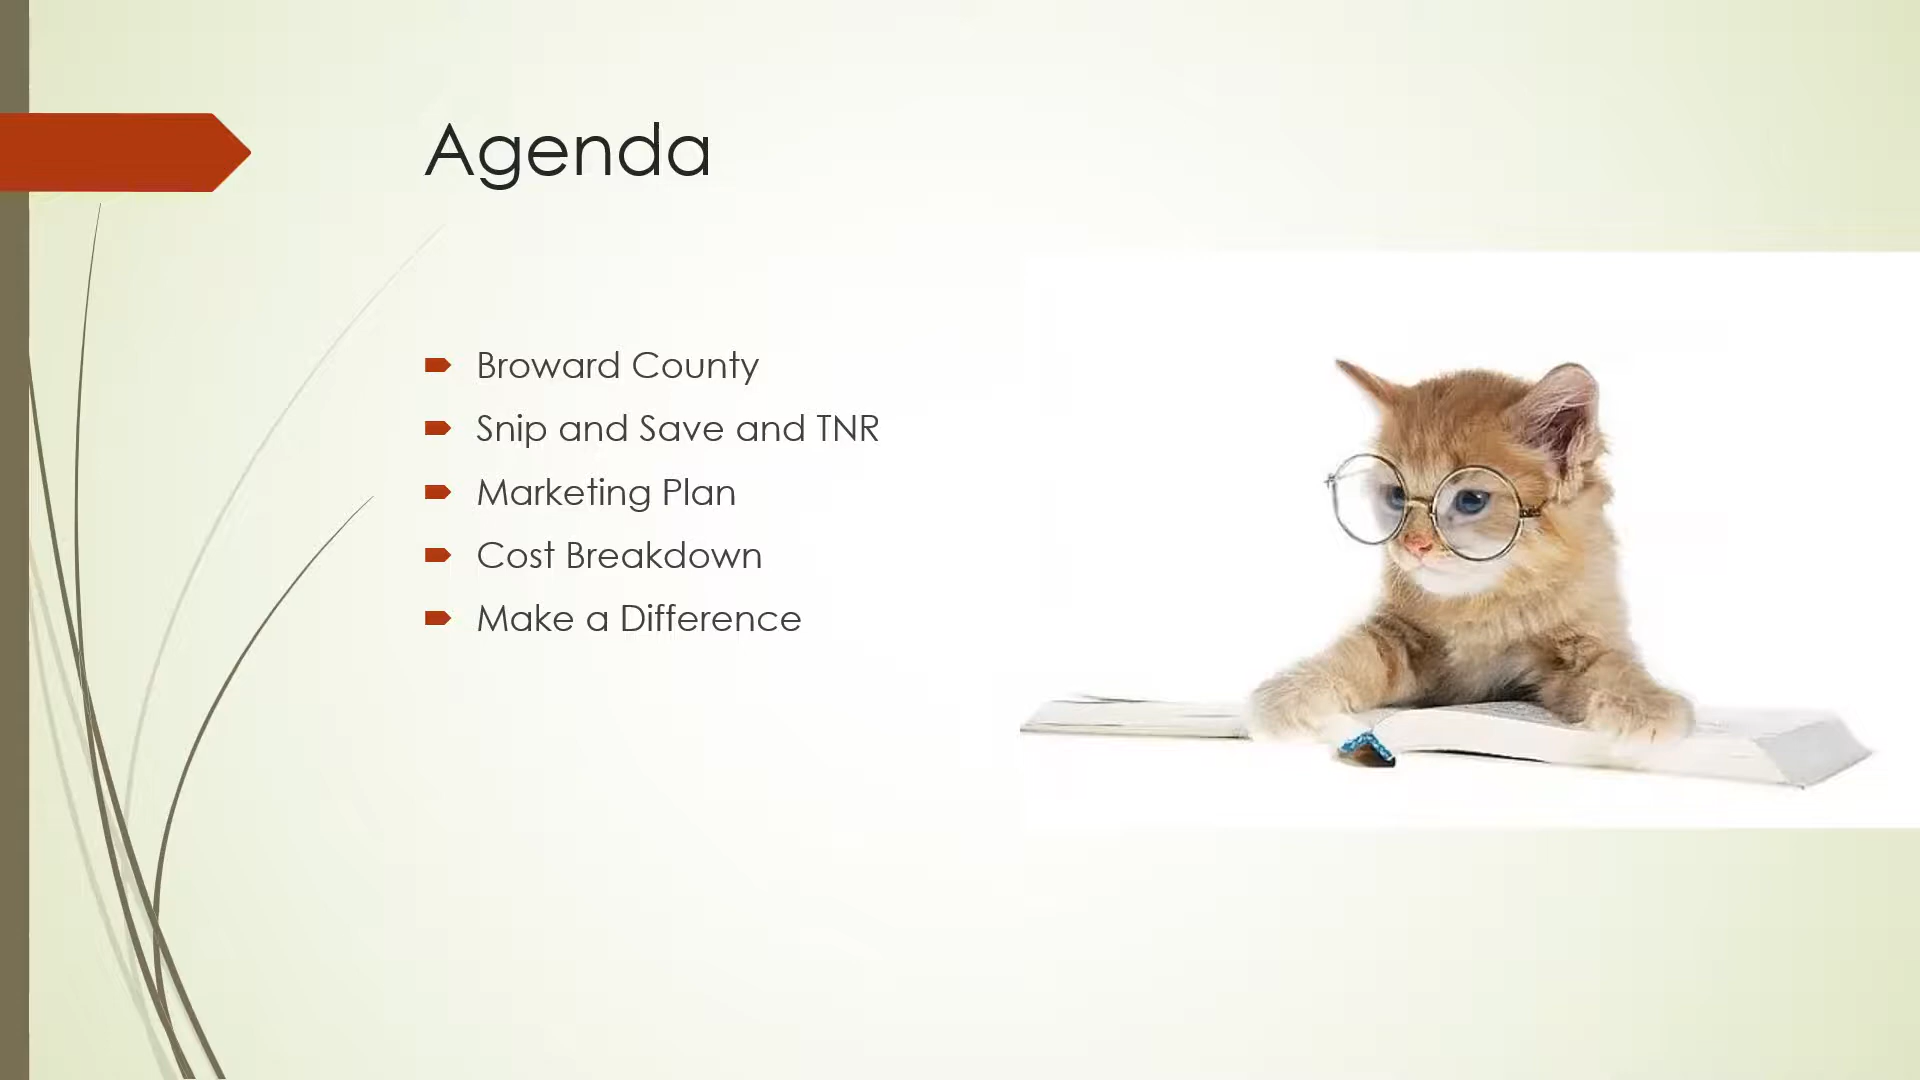 Agenda
Broward County
Snip and Save and TNR
Marketing Plan
Cost Breakdown
Make a Difference